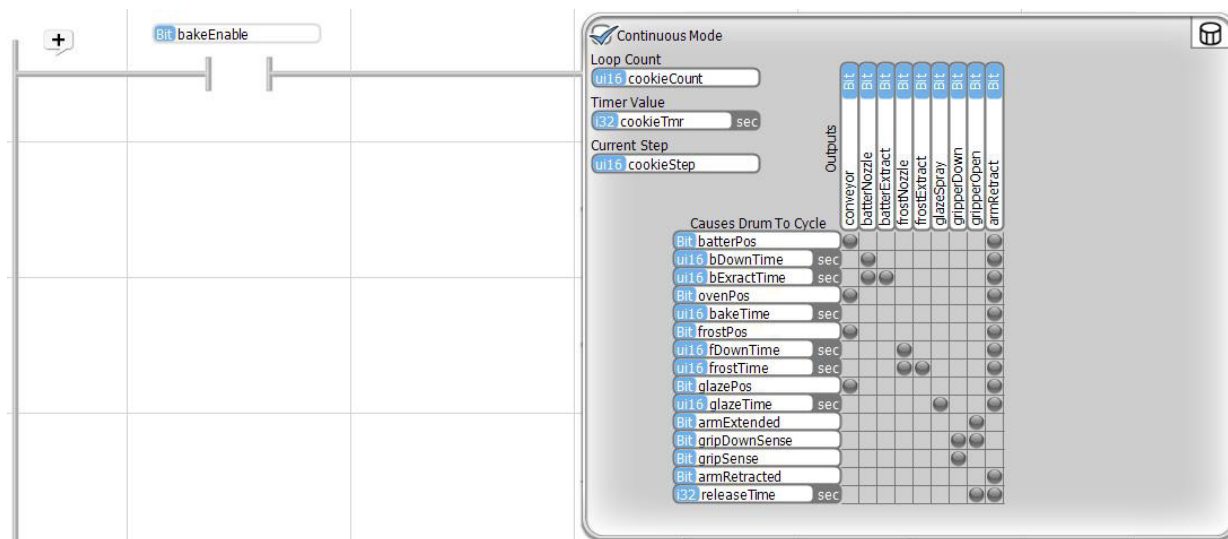 +
Bit bakeEnable
Continuous Mode
Loop Count
ui16 cookieCount
Timer Value
i32 cookieTmr sec
Current Step
ui16 cookieStep
Outputs
Bit conveyor
Bit batterNozzle
Bit batterExtract
Bit frostNozzle
Bit frostExtract
Bit glazeSpray
Bit gripperDown
Bit gripperOpen
Bit armRetract
Causes Drum To Cycle
Bit batterPos
ui16 bDownTime sec
ui16 bExractTime sec
Bit ovenPos
ui16 bakeTime sec
Bit frostPos
ui16 fDownTime sec
ui16 frostTime sec
Bit glazePos
ui16 glazeTime sec
Bit armExtended
Bit gripDownSense
Bit gripSense
Bit armRetracted
i32 releaseTime sec